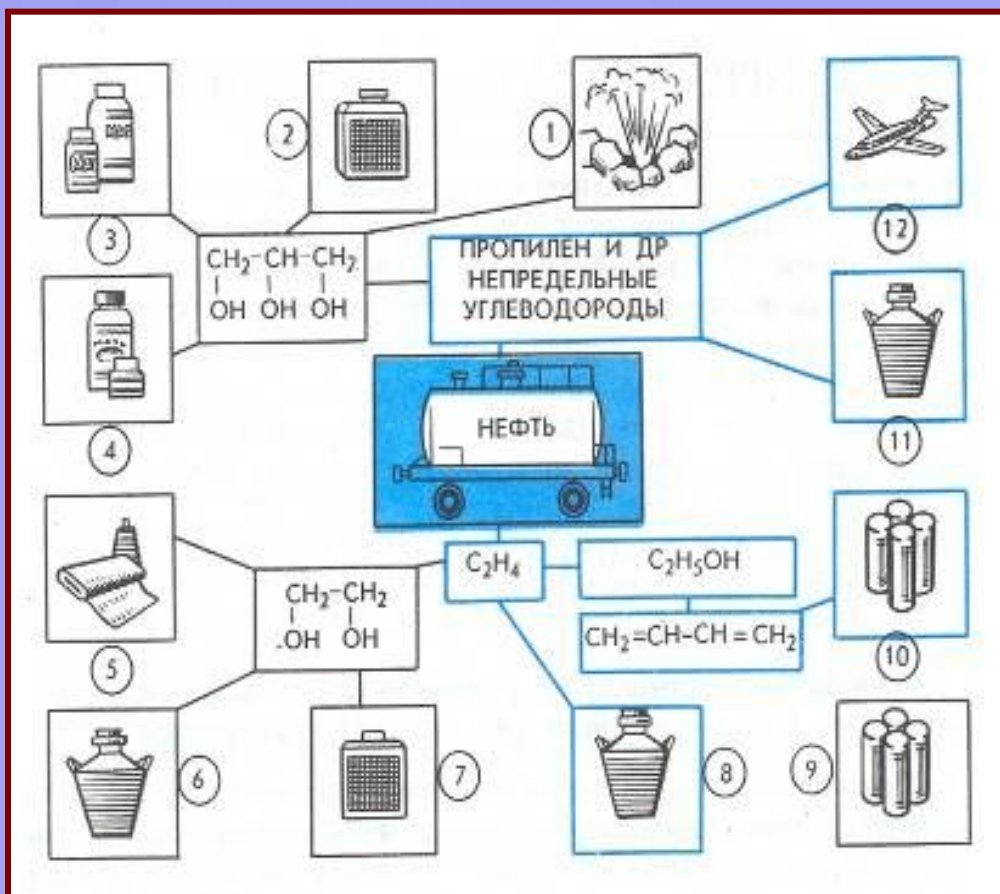 3
2
1
12
CH₂-CH-CH₂
OH OH OH
ПРОПИЛЕН И ДР
НЕПРЕДЕЛЬНЫЕ
УГЛЕВОДОРОДЫ
4
НЕФТЬ
11
C₂H₄
C₂H₅OH
CH₂-CH₂
OH OH
CH₂=CH-CH=CH₂
5
10
6
7
8
9